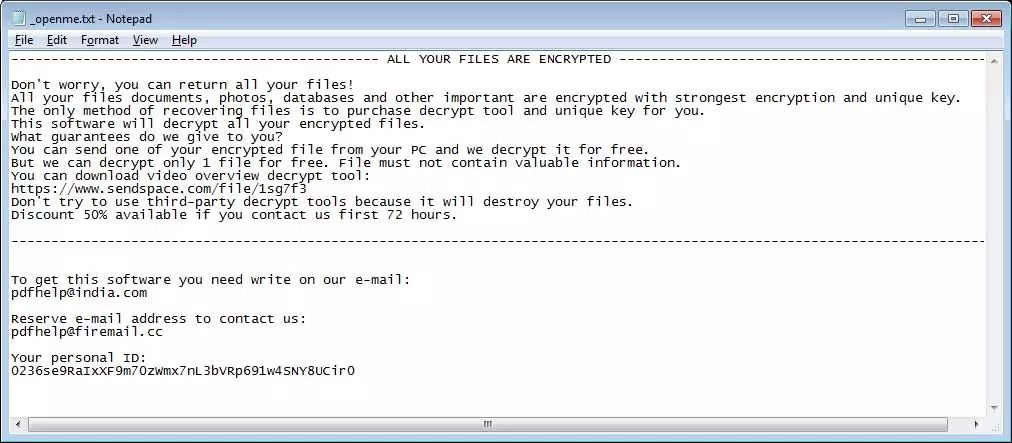 _openme.txt - Notepad
File Edit Format View Help
----------------------------------------------- ALL YOUR FILES ARE ENCRYPTED -----------------------------------------------
Don't worry, you can return all your files!
All your files documents, photos, databases and other important are encrypted with strongest encryption and unique key.
The only method of recovering files is to purchase decrypt tool and unique key for you.
This software will decrypt all your encrypted files.
What guarantees do we give to you?
You can send one of your encrypted file from your PC and we decrypt it for free.
But we can decrypt only 1 file for free. File must not contain valuable information.
You can download video overview decrypt tool:
https://www.sendspace.com/file/1sg7f3
Don't try to use third-party decrypt tools because it will destroy your files.
Discount 50% available if you contact us first 72 hours.
----------------------------------------------------------------------------------------------------------------------------
To get this software you need write on our e-mail:
pdfhelp@india.com
Reserve e-mail address to contact us:
pdfhelp@firemail.cc
Your personal ID:
0236se9RaIxXF9m70zWmx7nL3bVRp691w4SNY8UCir0